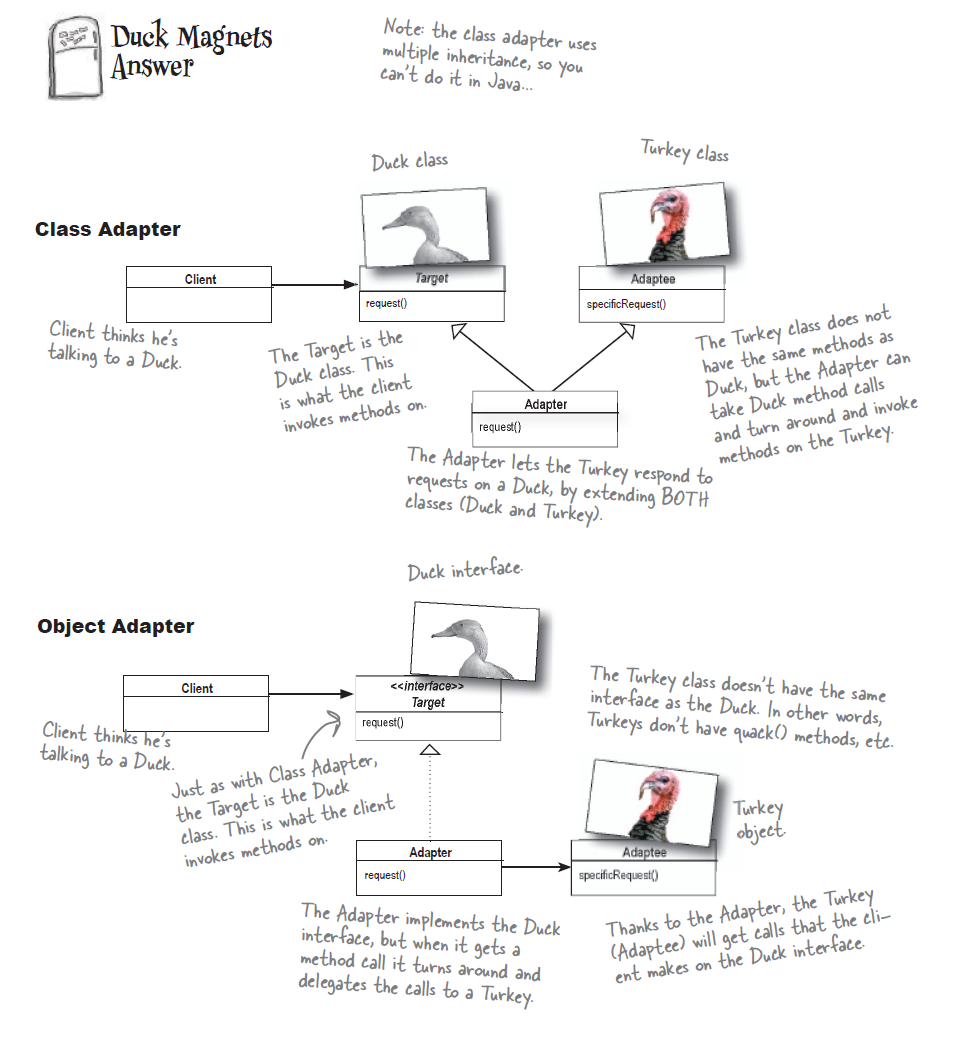 Duck Magnets
Answer
Note: the class adapter uses
multiple inheritance, so you
can't do it in Java...
Duck class
Turkey class
Class Adapter
Client
Target
request()
Adaptee
specificRequest()
Client thinks he's
talking to a Duck.
The Target is the
Duck class. This
is what the client
invokes methods on.
The Turkey class does not
have the same methods as
Duck, but the Adapter can
take Duck method calls
and turn around and invoke
methods on the Turkey.
Adapter
request()
The Adapter lets the Turkey respond to
requests on a Duck, by extending BOTH
classes (Duck and Turkey).
Duck interface.
Object Adapter
Client
<<interface>>
Target
request()
The Turkey class doesn't have the same
interface as the Duck. In other words,
Turkeys don't have quack() methods, etc.
Client thinks he's
talking to a Duck.
Just as with Class Adapter,
the Target is the Duck
class. This is what the client
invokes methods on.
Turkey
object.
Adapter
request()
Adaptee
specificRequest()
The Adapter implements the Duck
interface, but when it gets a
method call it turns around and
delegates the calls to a Turkey.
Thanks to the Adapter, the Turkey
(Adaptee) will get calls that the cli-
ent makes on the Duck interface.